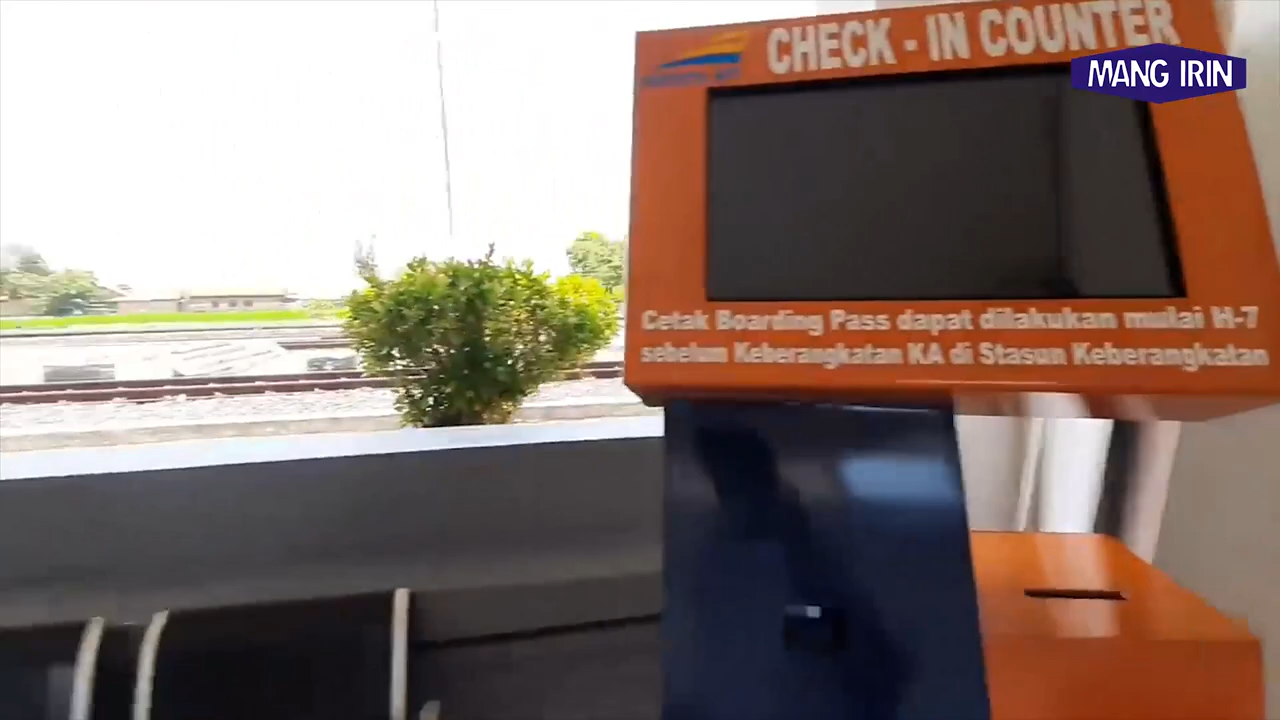 CHECK - IN COUNTER
MANG IRIN
Cetak Boarding Pass dapat dilakukan mulai H-7
sebelum Keberangkatan KA di Stasun Keberangkatan